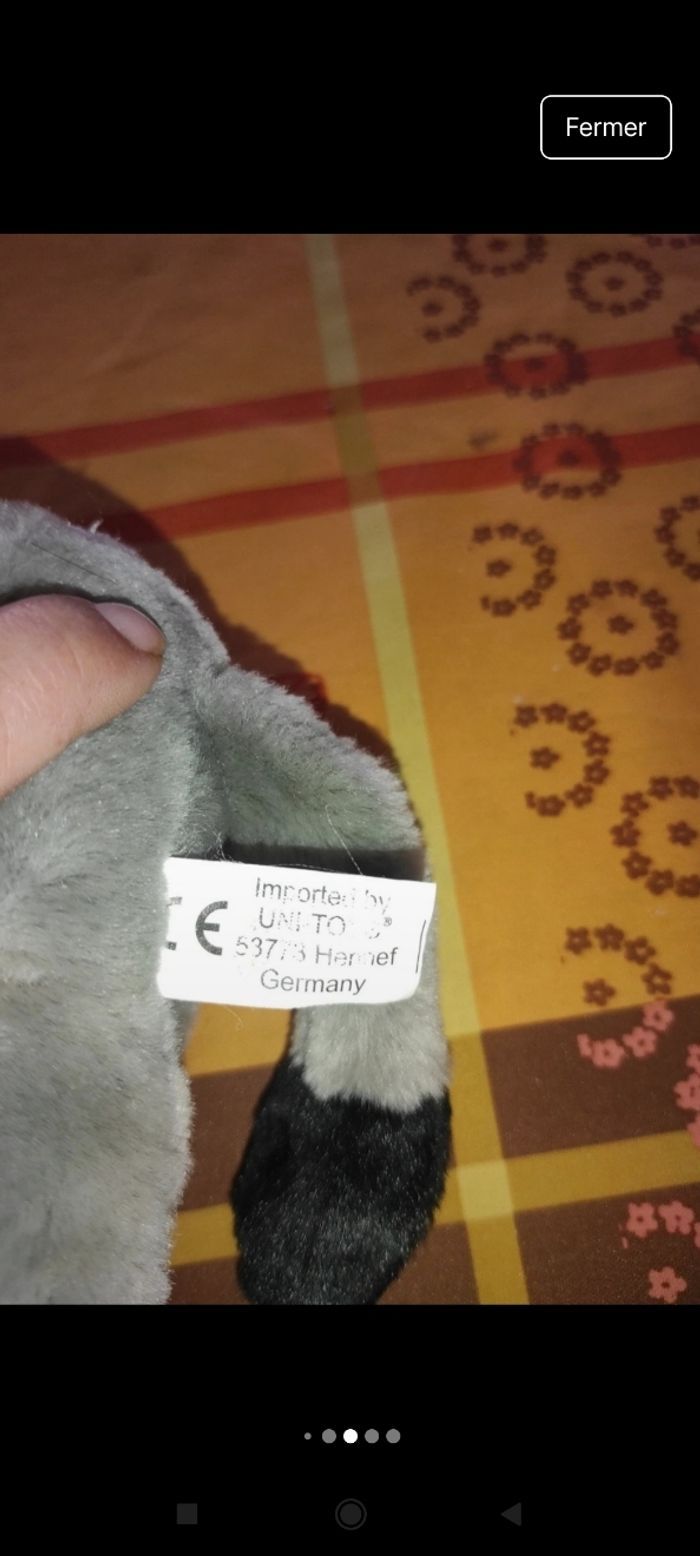 Fermer
CE
Imported by
UNI-TOYS®
53773 Hennef
Germany